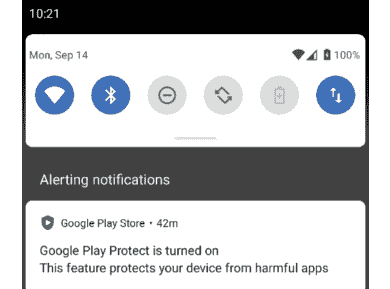 10:21
Mon, Sep 14 100%
Alerting notifications
Google Play Store • 42m
Google Play Protect is turned on
This feature protects your device from harmful apps